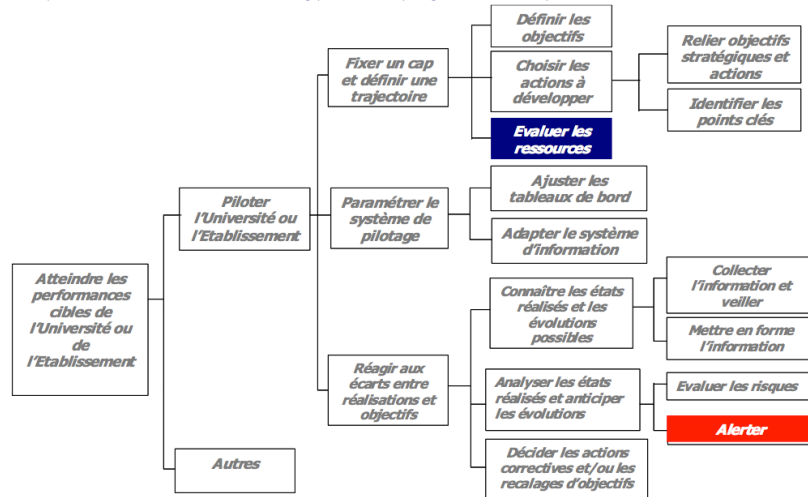 Définir les
objectifs
Fixer un cap
et définir une
trajectoire
Choisir les
actions à
développer
Relier objectifs
stratégiques et
actions
Identifier les
points clés
Evaluer les
ressources
Piloter
l'Université ou
l'Etablissement
Paramétrer le
système de
pilotage
Ajuster les
tableaux de bord
Adapter le système
d'information
Atteindre les
performances
cibles de
l'Université ou
de
l'Etablissement
Connaître les états
réalisés et les
évolutions
possibles
Collecter
l'information et
veiller
Mettre en forme
l'information
Réagir aux
écarts entre
réalisations et
objectifs
Analyser les états
réalisés et anticiper
les évolutions
Evaluer les risques
Alerter
Autres
Décider les actions
correctives et/ou les
recalages d'objectifs